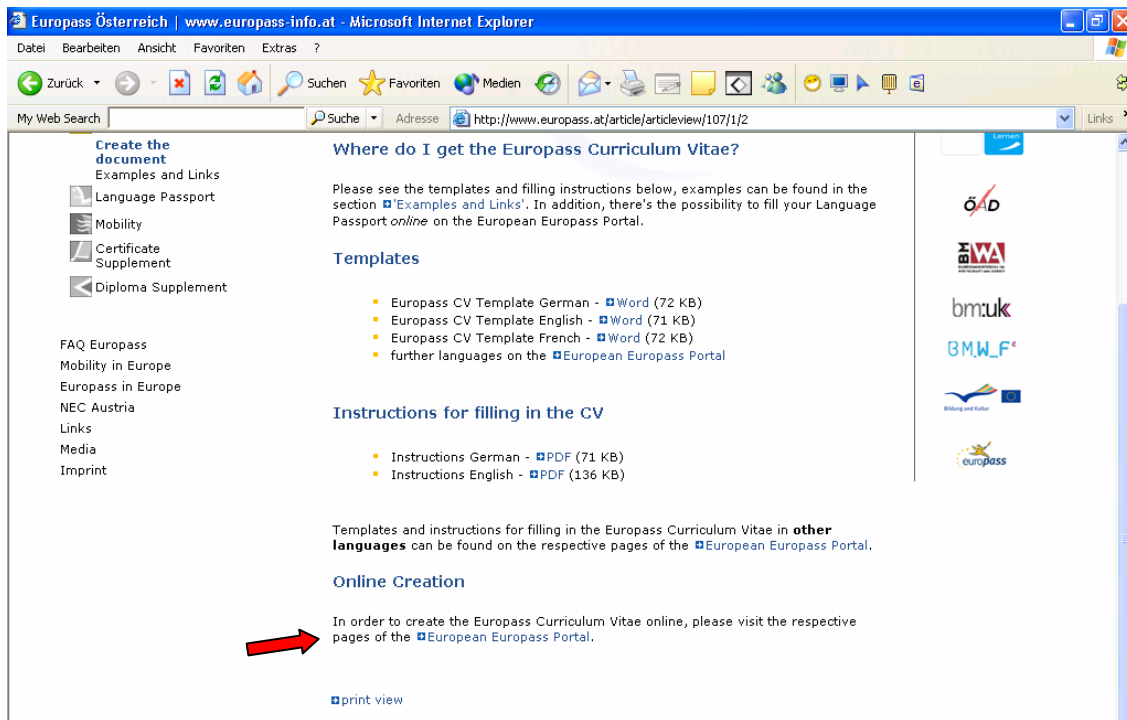 Europass Österreich | www.europass-info.at - Microsoft Internet Explorer
Datei Bearbeiten Ansicht Favoriten Extras ?
Zurück Suchen Favoriten Medien
My Web Search Suche Adresse http://www.europass.at/article/articleview/107/1/2 Links
Create the
document
Examples and Links
Language Passport
Mobility
Certificate
Supplement
Diploma Supplement
FAQ Europass
Mobility in Europe
Europass in Europe
NEC Austria
Links
Media
Imprint
Where do I get the Europass Curriculum Vitae?
Please see the templates and filling instructions below, examples can be found in the
section 'Examples and Links'. In addition, there's the possibility to fill your Language
Passport online on the European Europass Portal.
Templates
Europass CV Template German - Word (72 KB)
Europass CV Template English - Word (71 KB)
Europass CV Template French - Word (72 KB)
further languages on the European Europass Portal
Instructions for filling in the CV
Instructions German - PDF (71 KB)
Instructions English - PDF (136 KB)
Templates and instructions for filling in the Europass Curriculum Vitae in other
languages can be found on the respective pages of the European Europass Portal.
Online Creation
In order to create the Europass Curriculum Vitae online, please visit the respective
pages of the European Europass Portal.
print view
Lernen
ÖAD
BM WA
bm:uk
BM.W_Fª
Bildung und Kultur
europass